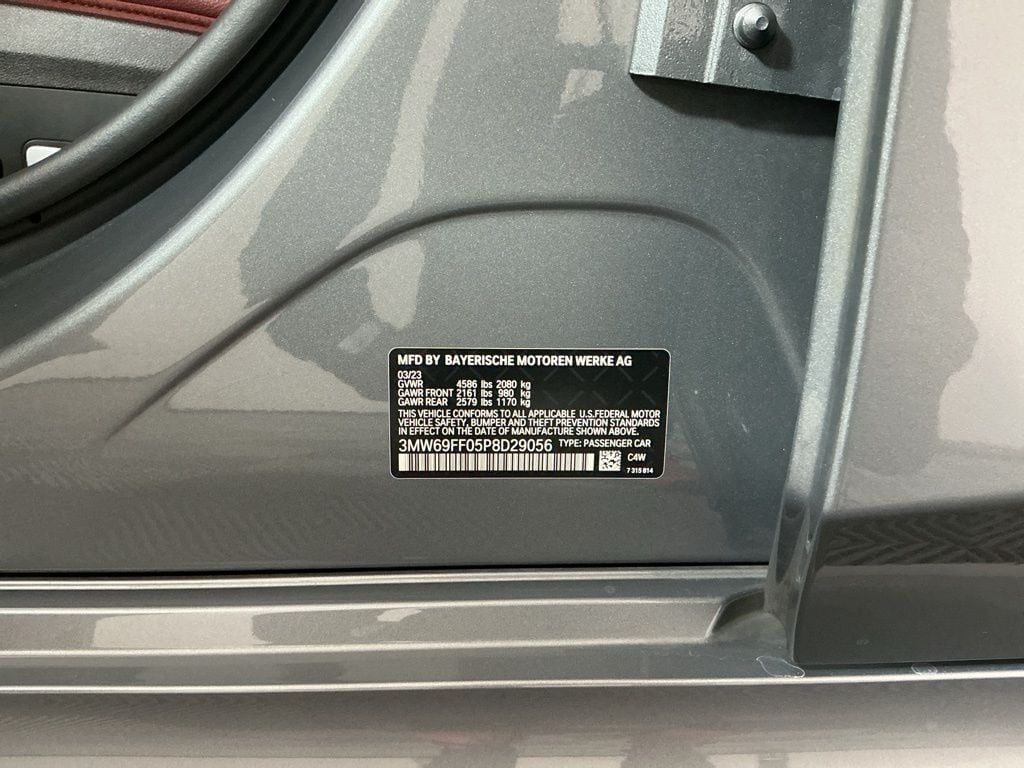 MFD BY BAYERISCHE MOTOREN WERKE AG
03/23
GVWR 4586 lbs 2080 kg
GAWR FRONT 2161 lbs 980 kg
GAWR REAR 2579 lbs 1170 kg
THIS VEHICLE CONFORMS TO ALL APPLICABLE U.S.FEDERAL MOTOR
VEHICLE SAFETY, BUMPER AND THEFT PREVENTION STANDARDS
IN EFFECT ON THE DATE OF MANUFACTURE SHOWN ABOVE.
3MW69FF05P8D29056 TYPE: PASSENGER CAR
C4W
7 315 814